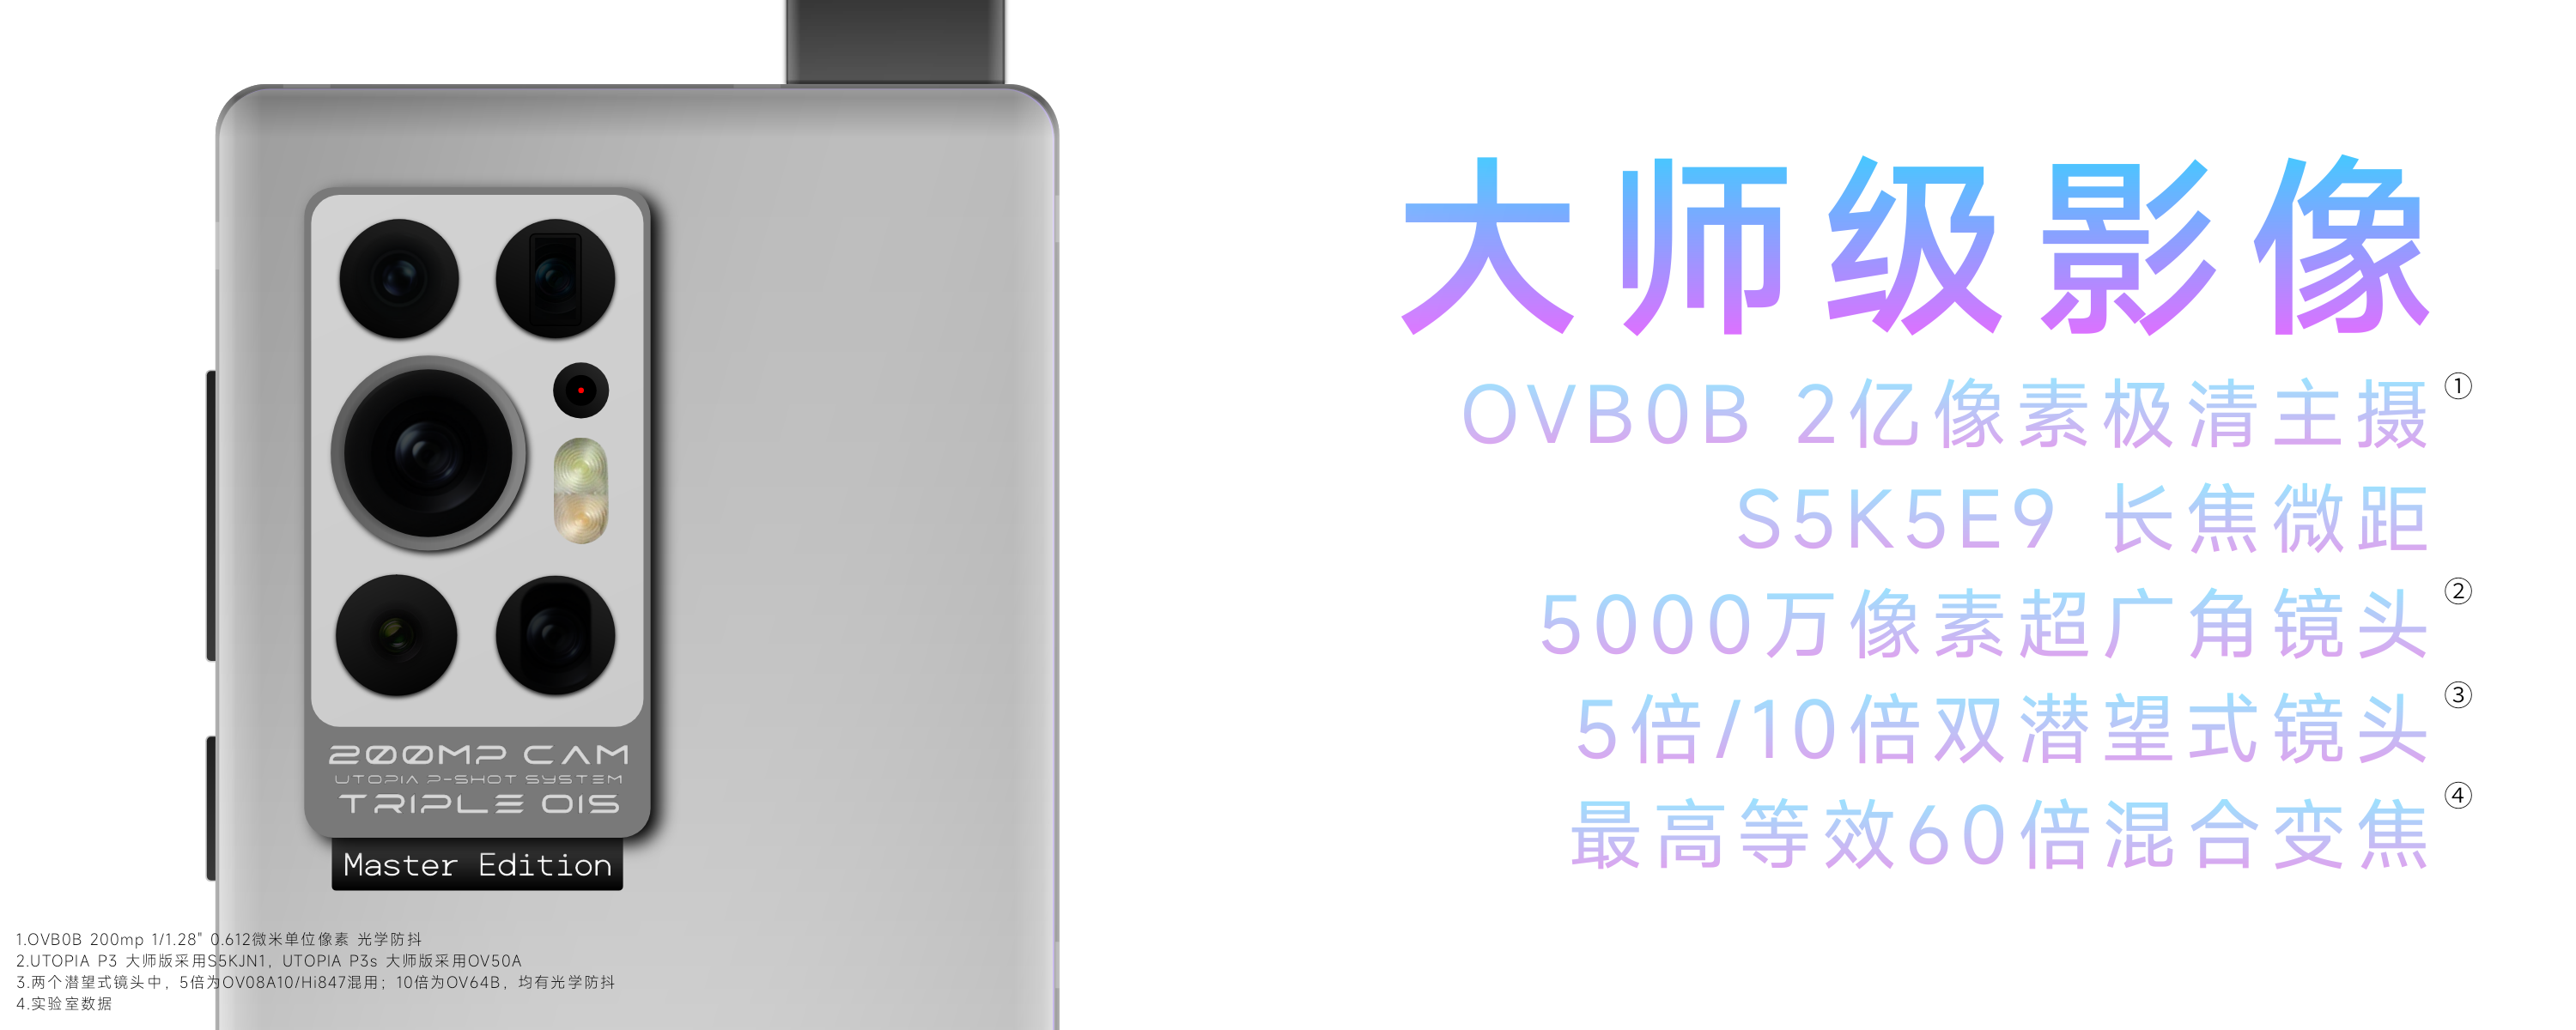 大师级影像
OVB0B 2亿像素极清主摄①
S5K5E9 长焦微距
5000万像素超广角镜头②
5倍/10倍双潜望式镜头③
最高等效60倍混合变焦④
200MP CAM
UTOPIA P-SHOT SYSTEM
TRIPLE OIS
Master Edition
1.OVB0B 200mp 1/1.28" 0.612微米单位像素 光学防抖
2.UTOPIA P3 大师版采用S5KJN1，UTOPIA P3s 大师版采用OV50A
3.两个潜望式镜头中，5倍为OV08A10/Hi847混用；10倍为OV64B，均有光学防抖
4.实验室数据